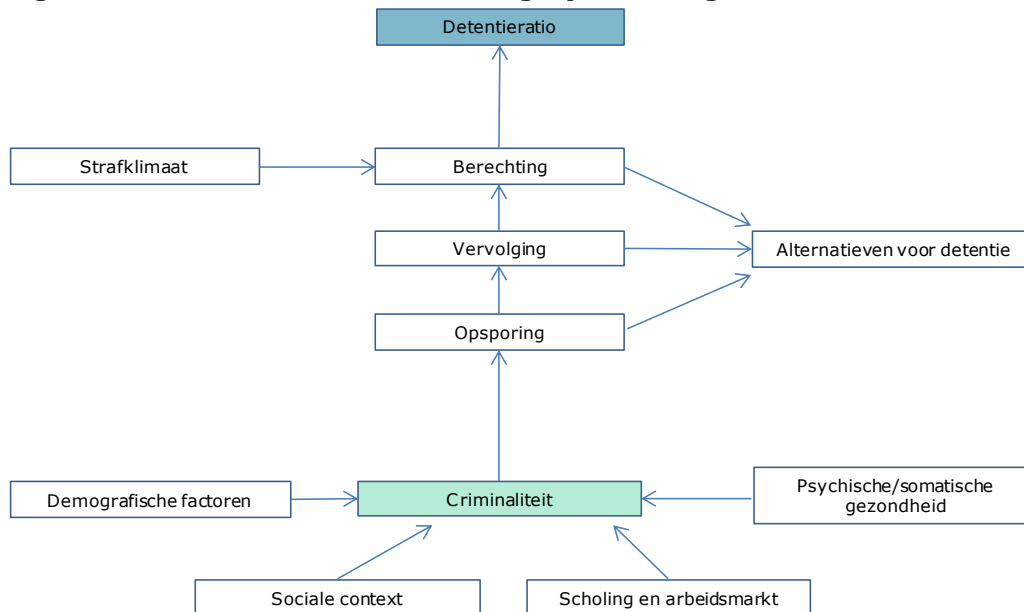 Detentieratio
Strafklimaat
Berechting
Vervolging
Alternatieven voor detentie
Opsporing
Demografische factoren
Criminaliteit
Psychische/somatische
gezondheid
Sociale context
Scholing en arbeidsmarkt